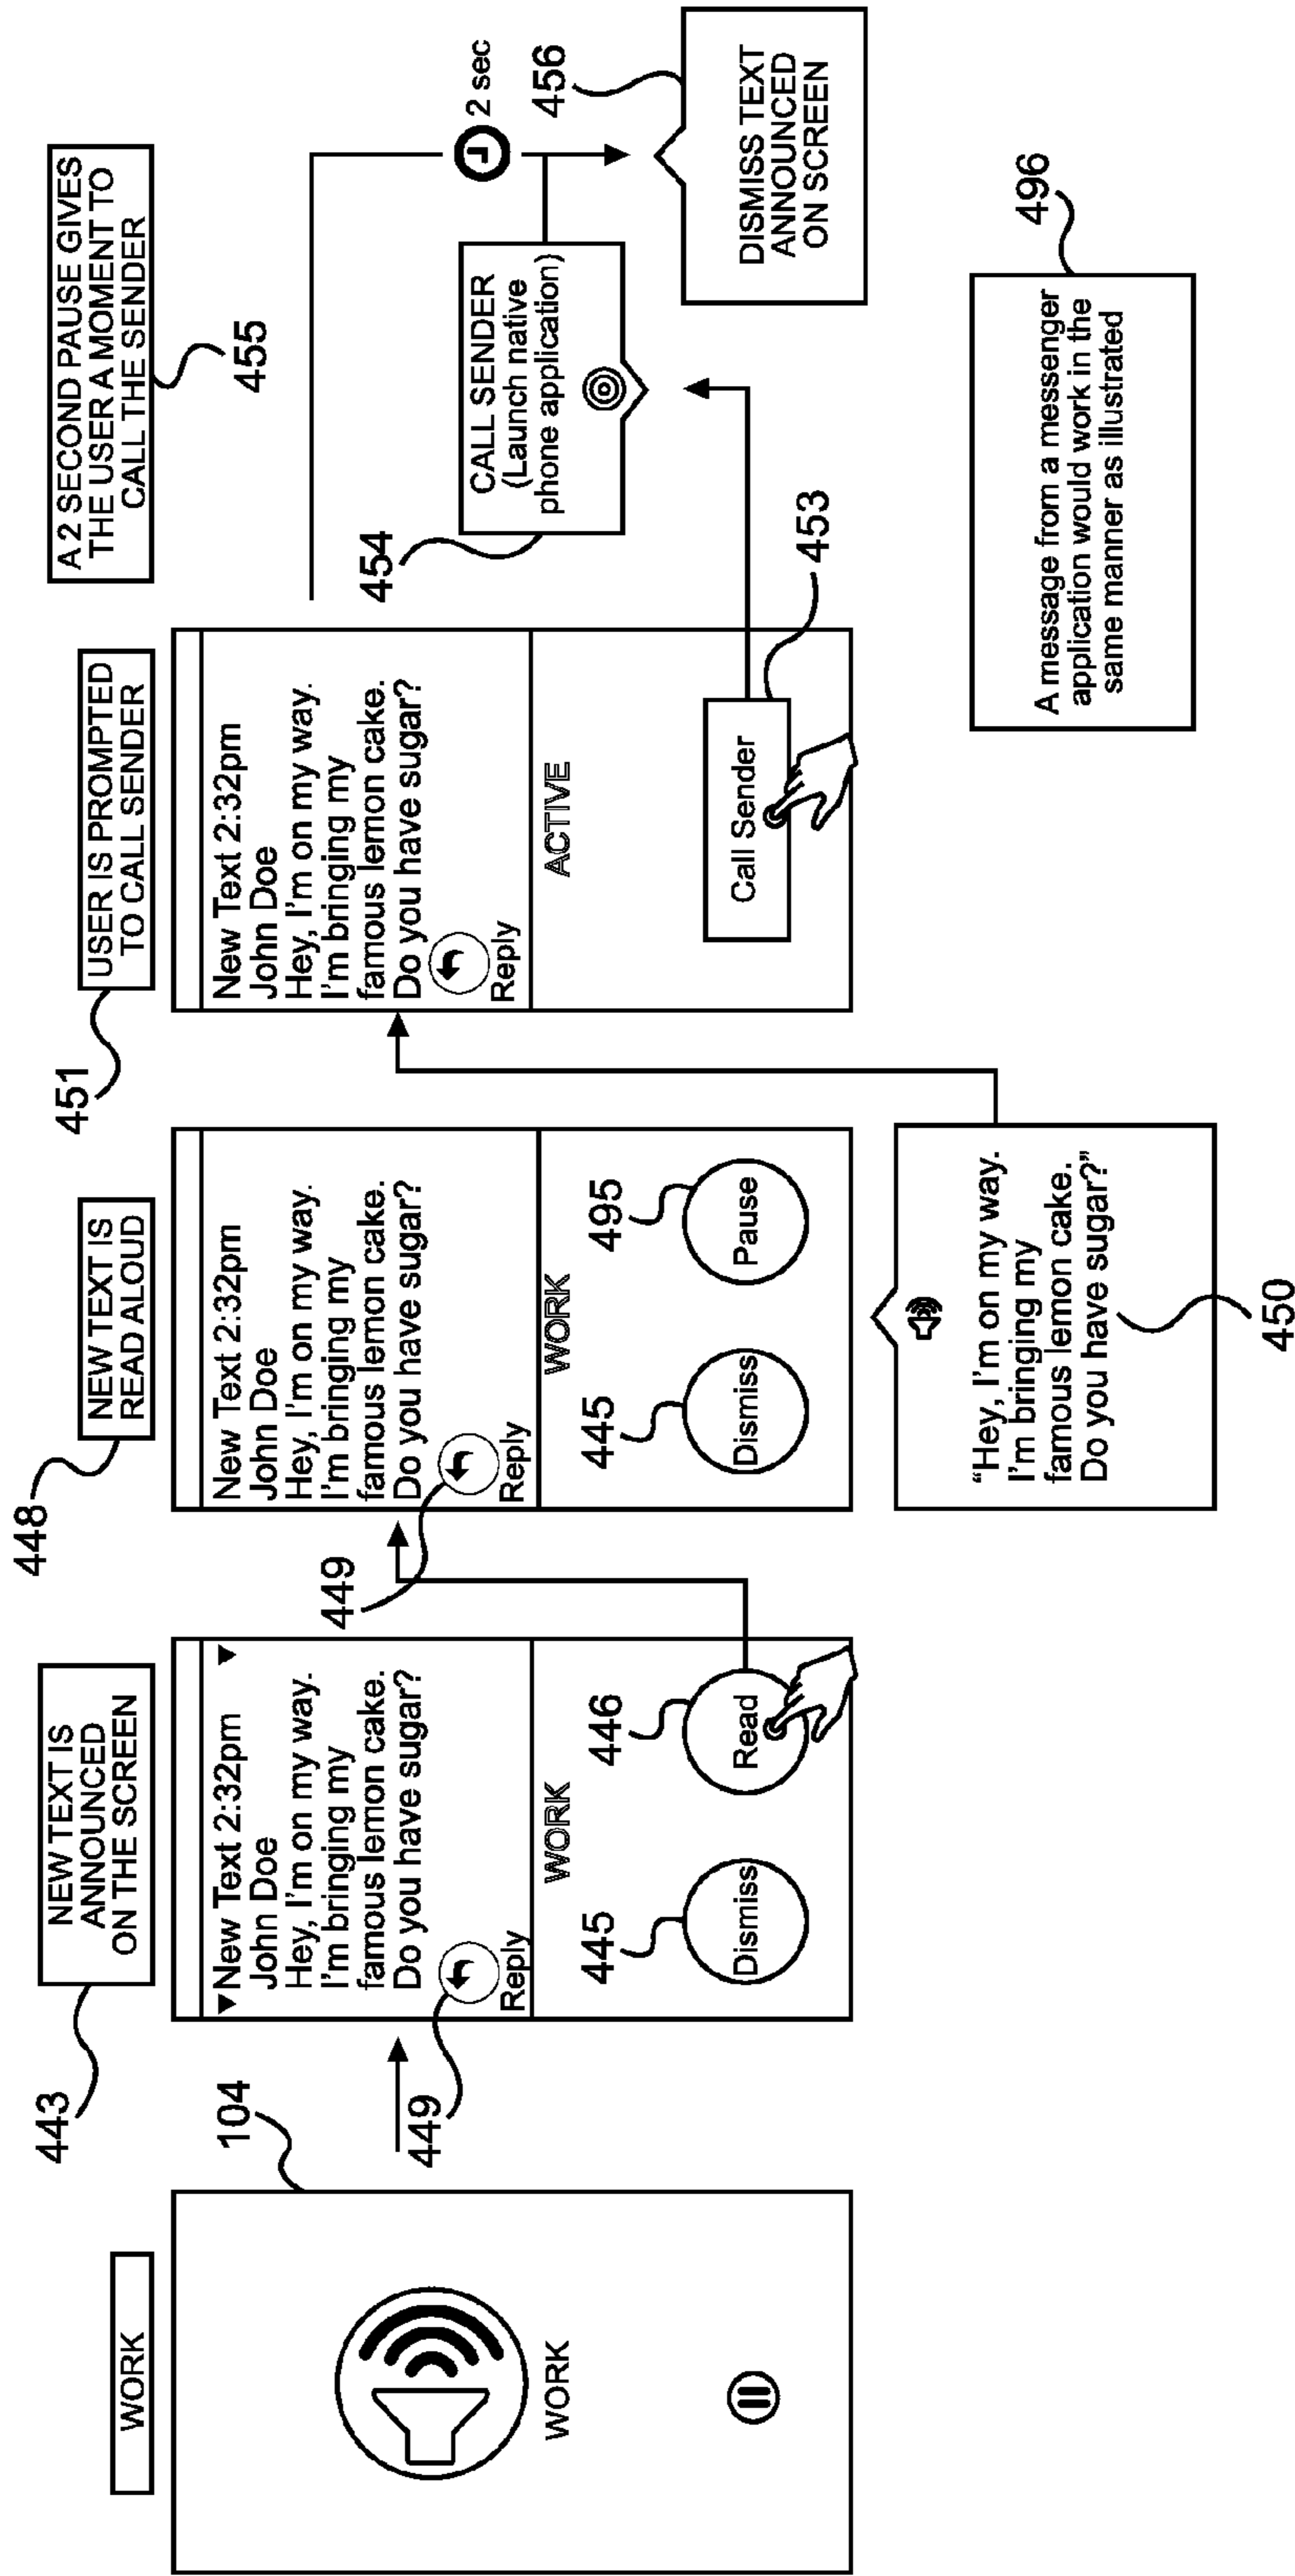 WORK
104
WORK
443
NEW TEXT IS
ANNOUNCED
ON THE SCREEN
New Text 2:32pm
John Doe
Hey, I'm on my way.
I'm bringing my
famous lemon cake.
Do you have sugar?
449
Reply
WORK
445
446
Dismiss
Read
448
NEW TEXT IS
READ ALOUD
New Text 2:32pm
John Doe
Hey, I'm on my way.
I'm bringing my
famous lemon cake.
Do you have sugar?
449
Reply
WORK
445
495
Dismiss
Pause
"Hey, I'm on my way.
I'm bringing my
famous lemon cake.
Do you have sugar?"
450
451
USER IS PROMPTED
TO CALL SENDER
New Text 2:32pm
John Doe
Hey, I'm on my way.
I'm bringing my
famous lemon cake.
Do you have sugar?
Reply
ACTIVE
Call Sender
453
A 2 SECOND PAUSE GIVES
THE USER A MOMENT TO
CALL THE SENDER
455
2 sec
454
CALL SENDER
(Launch native
phone application)
456
DISMISS TEXT
ANNOUNCED
ON SCREEN
496
A message from a messenger
application would work in the
same manner as illustrated